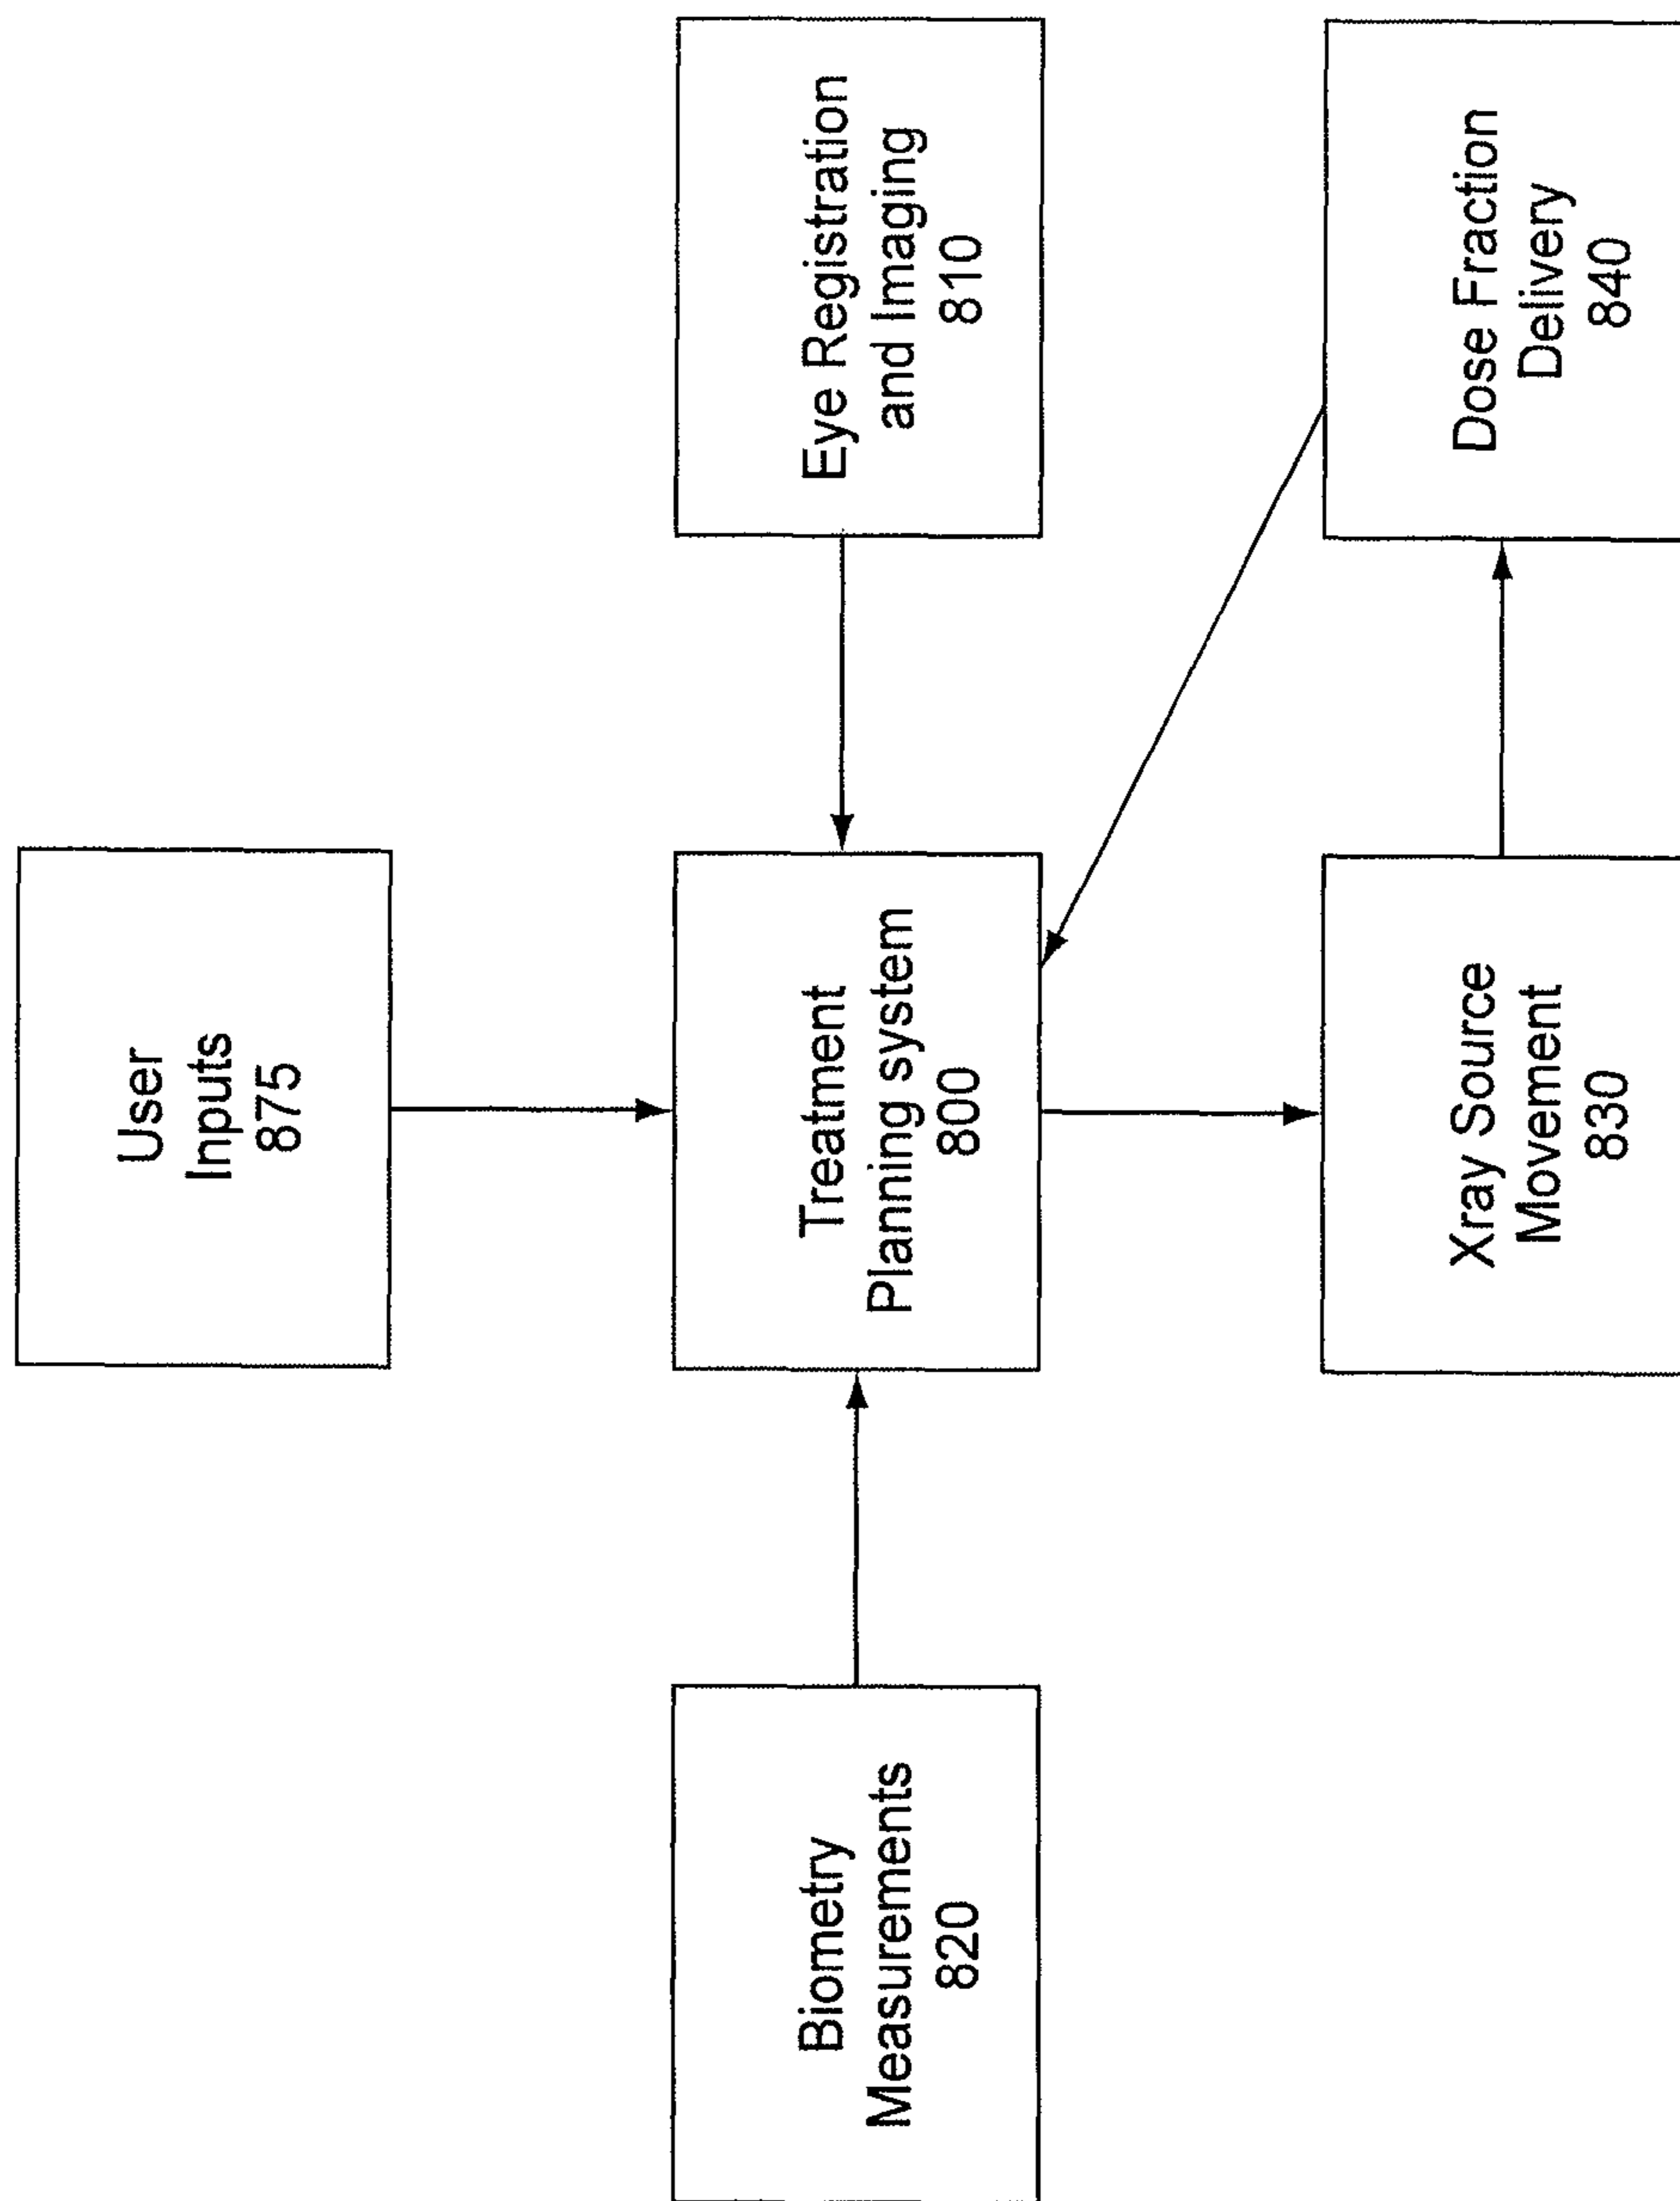 User
Inputs
875
Biometry
Measurements
820
Treatment
Planning system
800
Eye Registration
and Imaging
810
Xray Source
Movement
830
Dose Fraction
Delivery
840